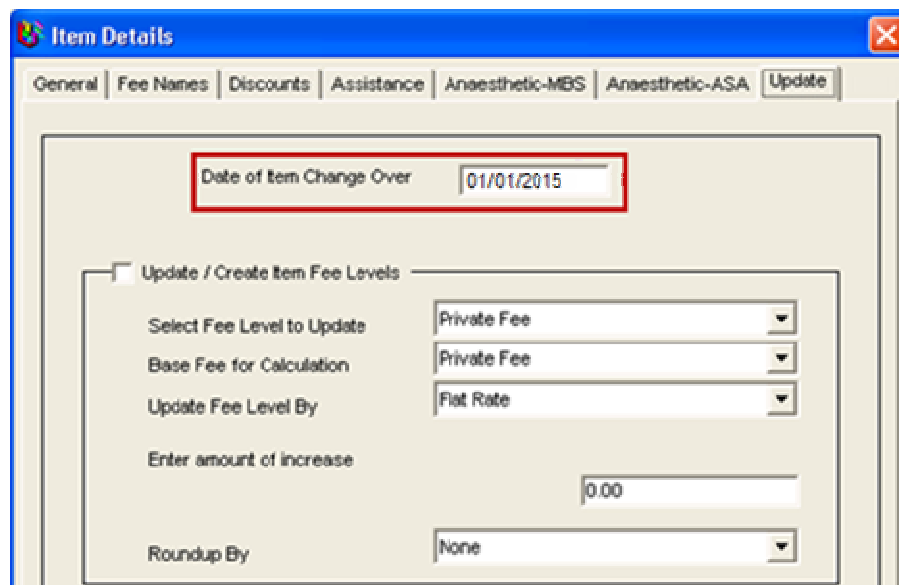 Item Details
General Fee Names Discounts Assistance Anaesthetic-MBS Anaesthetic-ASA Update
Date of Item Change Over 01/01/2015
Update / Create Item Fee Levels
Select Fee Level to Update Private Fee
Base Fee for Calculation Private Fee
Update Fee Level By Flat Rate
Enter amount of increase
0.00
Roundup By None